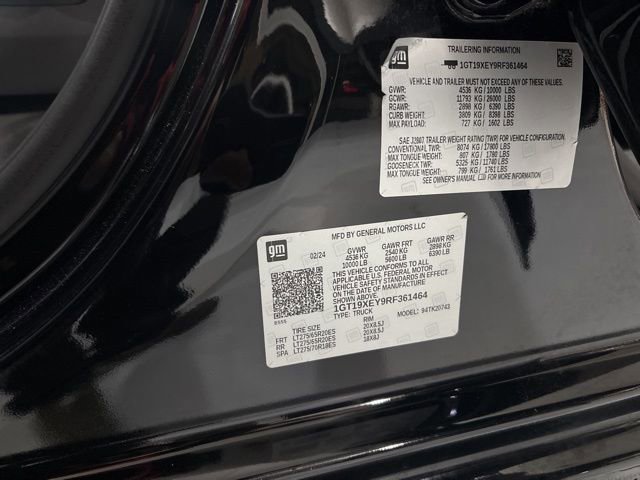 gm
TRAILERING INFORMATION
1GT19XEY9RF361464
VEHICLE AND TRAILER MUST NOT EXCEED ANY OF THESE VALUES:
GVWR: 4536 KG / 10000 LBS
GCWR: 11793 KG / 26000 LBS
RGAWR: 2898 KG / 6390 LBS
CURB WEIGHT: 3809 KG / 8398 LBS
MAX PAYLOAD: 727 KG / 1602 LBS
SAE J2807 TRAILER WEIGHT RATING (TWR) FOR VEHICLE CONFIGURATION.
CONVENTIONAL TWR: 8074 KG / 17800 LBS
MAX TONGUE WEIGHT: 807 KG / 1780 LBS
GOOSENECK TWR: 5325 KG / 11740 LBS
MAX TONGUE WEIGHT: 799 KG / 1761 LBS
SEE OWNER'S MANUAL FOR MORE INFORMATION
gm
MFD BY GENERAL MOTORS LLC
02/24 GVWR GAWR FRT GAWR RR
4536 KG 2540 KG 2898 KG
10000 LB 5600 LB 6390 LB
THIS VEHICLE CONFORMS TO ALL
APPLICABLE U.S. FEDERAL MOTOR
VEHICLE SAFETY STANDARDS IN EFFECT
ON THE DATE OF MANUFACTURE
SHOWN ABOVE.
1GT19XEY9RF361464
TYPE: TRUCK MODEL: 94TK20743
TIRE SIZE RIM
FRT LT275/65R20ES 20X8.5J
RR LT275/65R20ES 20X8.5J
SPA LT275/70R18ES 18X8J